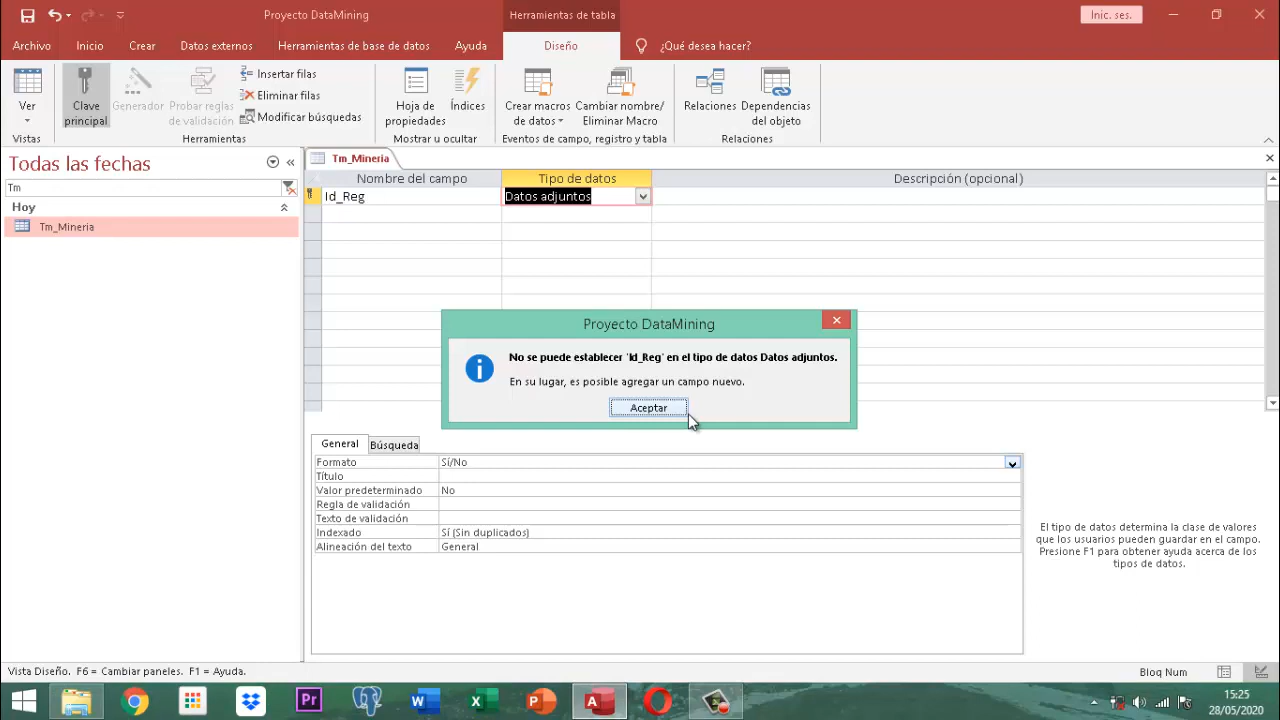 Proyecto DataMining
Herramientas de tabla
Inic. ses.
Archivo
Inicio
Crear
Datos externos
Herramientas de base de datos
Ayuda
Diseño
¿Qué desea hacer?
Ver
Clave principal
Generador
Probar reglas de validación
Insertar filas
Eliminar filas
Modificar búsquedas
Hoja de propiedades
Índices
Crear macros de datos
Cambiar nombre/ Eliminar Macro
Relaciones
Dependencias del objeto
Vistas
Herramientas
Mostrar u ocultar
Eventos de campo, registro y tabla
Relaciones
Todas las fechas
Tm
Hoy
Tm_Mineria
Tm_Mineria
Nombre del campo
Tipo de datos
Descripción (opcional)
Id_Reg
Datos adjuntos
Proyecto DataMining
No se puede establecer 'Id_Reg' en el tipo de datos Datos adjuntos.
En su lugar, es posible agregar un campo nuevo.
Aceptar
General
Búsqueda
Formato Sí/No
Título
Valor predeterminado No
Regla de validación
Texto de validación
Indexado Sí (Sin duplicados)
Alineación del texto General
El tipo de datos determina la clase de valores
que los usuarios pueden guardar en el campo.
Presione F1 para obtener ayuda acerca de los
tipos de datos.
Vista Diseño. F6 = Cambiar paneles. F1 = Ayuda.
Bloq Num
Pr
15:25
28/05/2020